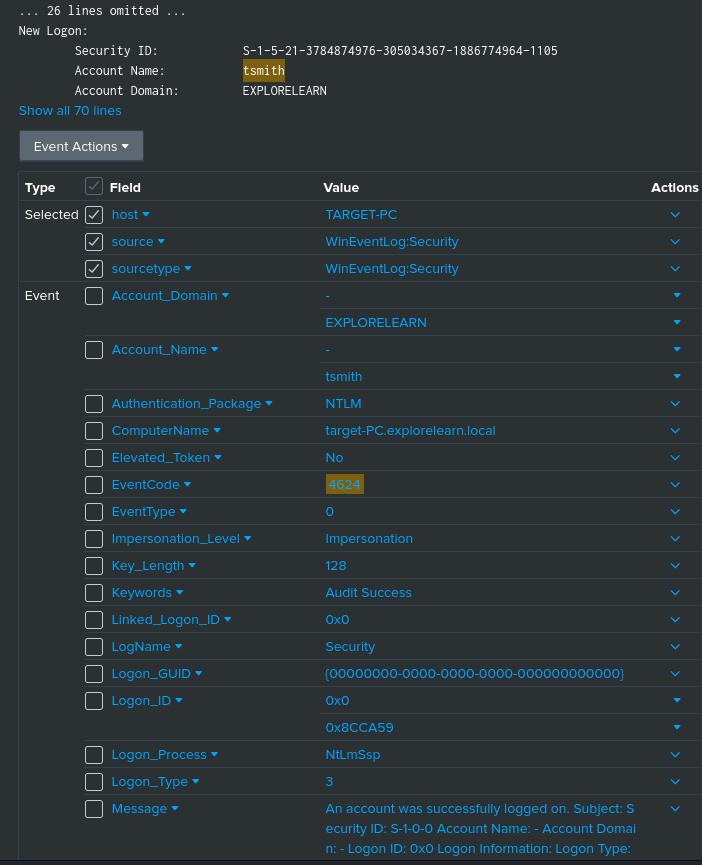 ... 26 lines omitted ...
New Logon:
Security ID: S-1-5-21-3784874976-305034367-1886774964-1105
Account Name: tsmith
Account Domain: EXPLORELEARN
Show all 70 lines
Event Actions
Type Field Value Actions
Selected host TARGET-PC
source WinEventLog:Security
sourcetype WinEventLog:Security
Event Account_Domain -
EXPLORELEARN
Account_Name -
tsmith
Authentication_Package NTLM
ComputerName target-PC.explorelearn.local
Elevated_Token No
EventCode 4624
EventType 0
Impersonation_Level Impersonation
Key_Length 128
Keywords Audit Success
Linked_Logon_ID 0x0
LogName Security
Logon_GUID {00000000-0000-0000-0000-000000000000}
Logon_ID 0x0
0x8CCA59
Logon_Process NtLmSsp
Logon_Type 3
Message An account was successfully logged on. Subject: S
ecurity ID: S-1-0-0 Account Name: - Account Domai
n: - Logon ID: 0x0 Logon Information: Logon Type: